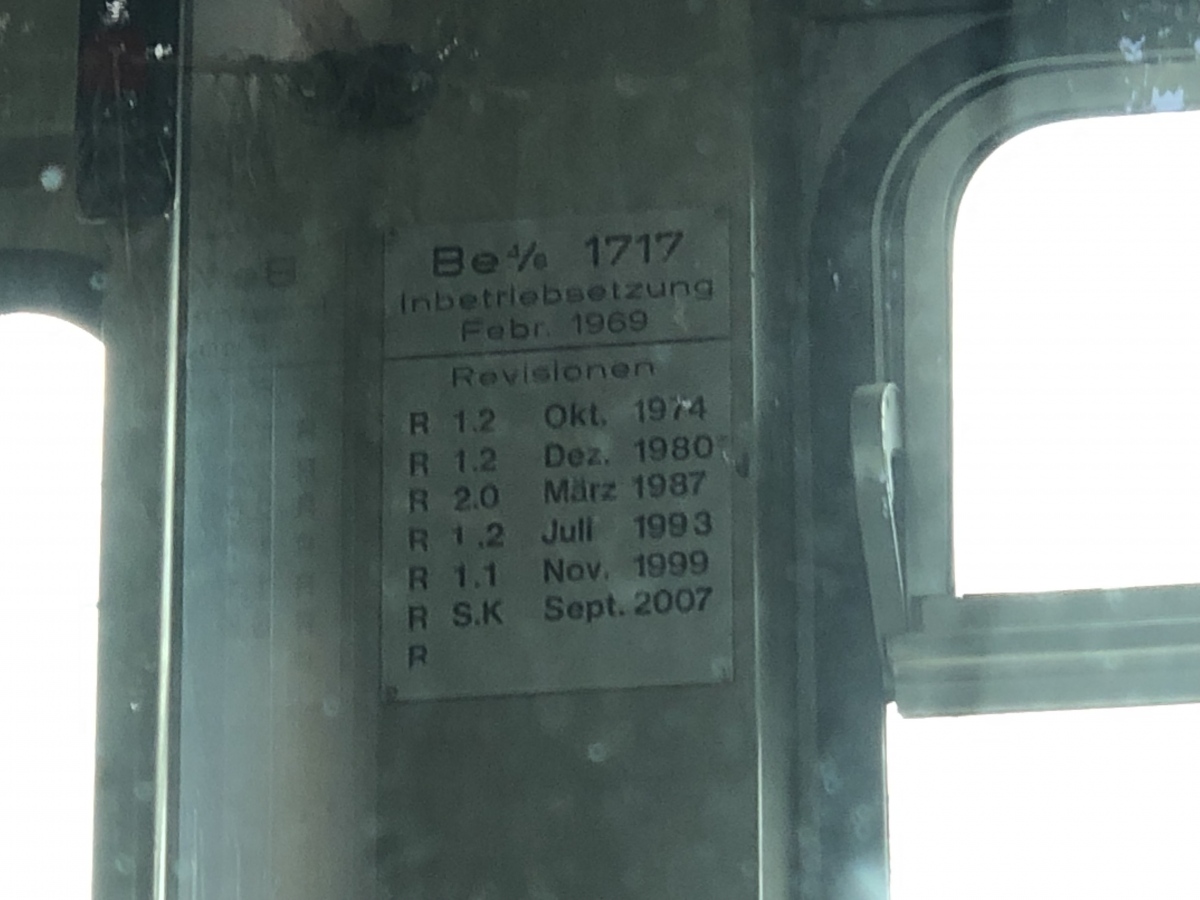 Be 4/6 1717
Inbetriebsetzung
Febr. 1969
Revisionen
R 1.2 Okt. 1974
R 1.2 Dez. 1980
R 2.0 März 1987
R 1.2 Juli 1993
R 1.1 Nov. 1999
R S.K Sept. 2007
R